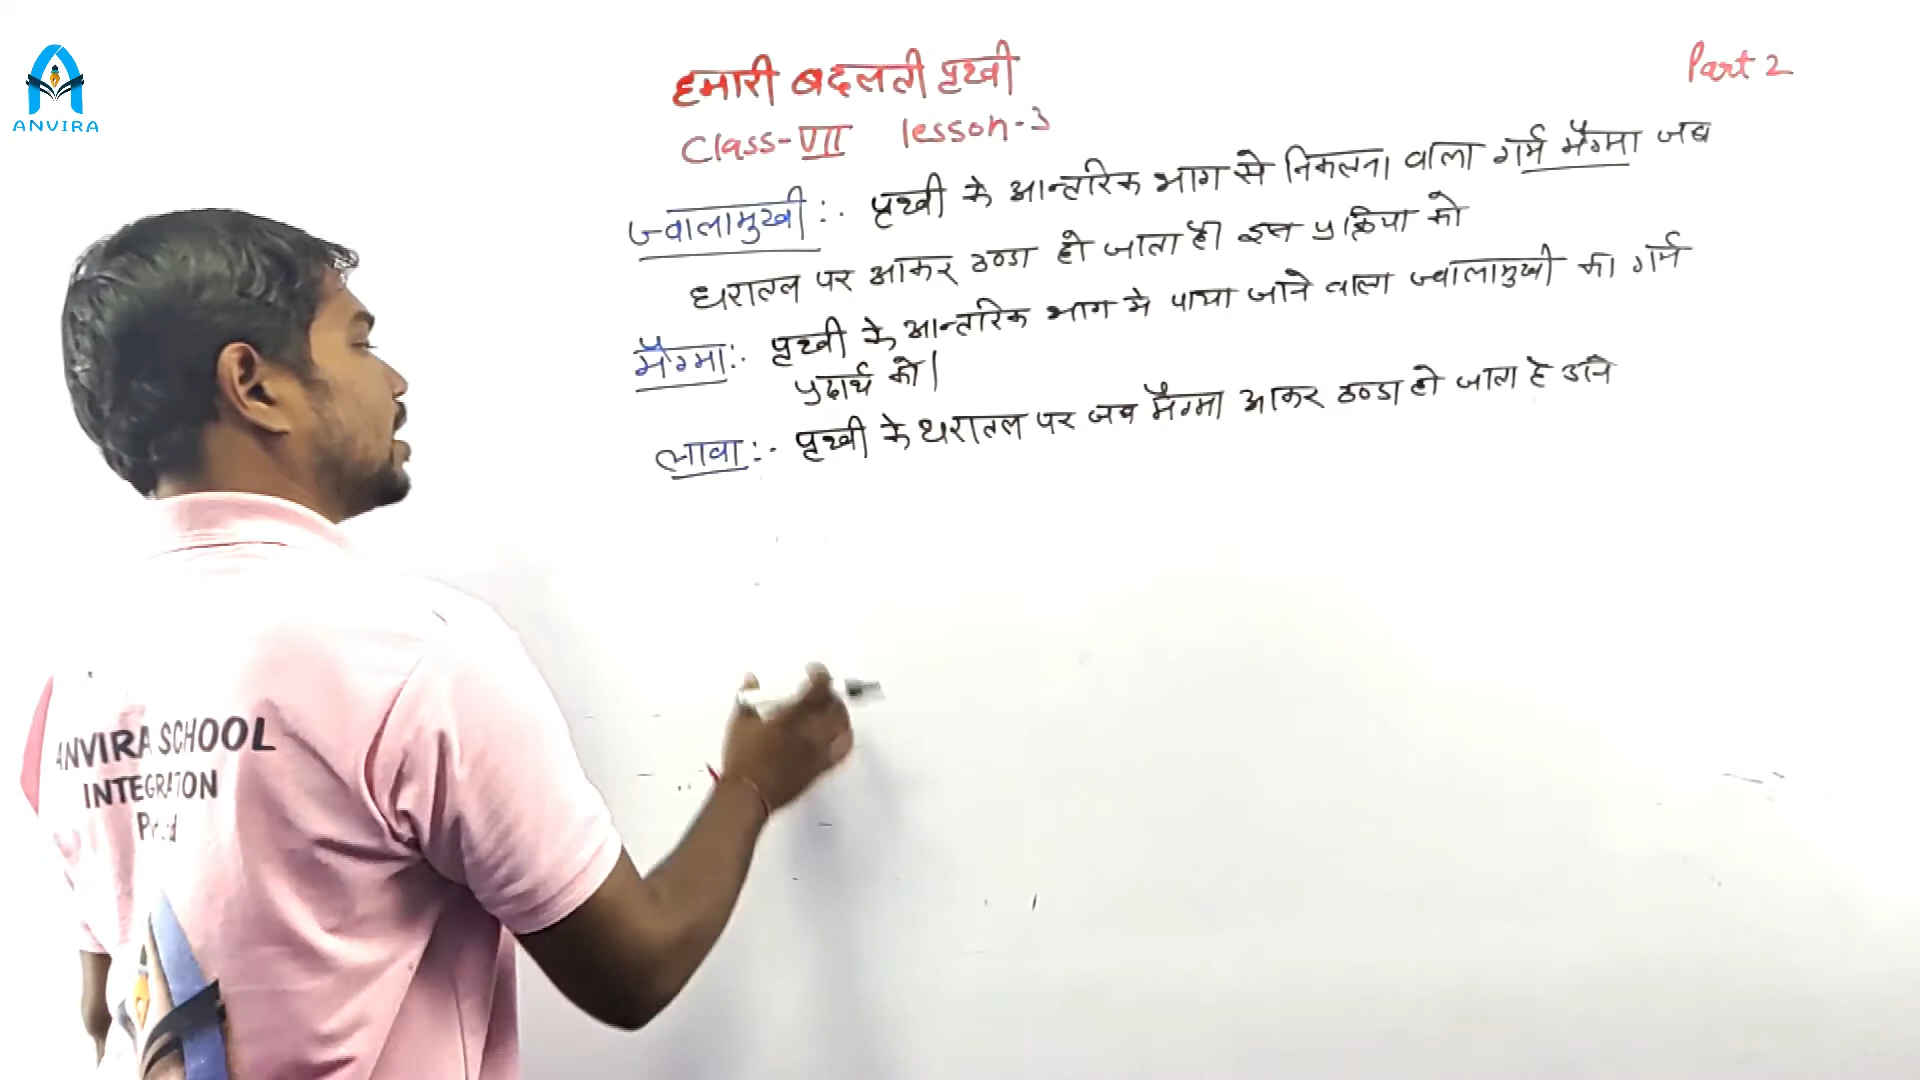 ANVIRA
हमारी बदलती पृथ्वी
Part 2
Class-VII lesson-3
ज्वालामुखी :- पृथ्वी के आन्तरिक भाग से निकलना वाला गर्म मैग्मा जब
धरातल पर आकर ठण्डा हो जाता है। इस प्रक्रिया को
मैग्मा:- पृथ्वी के आन्तरिक भाग मे पाया जाने वाला ज्वालामुखी का गर्म
पदार्थ को।
लावा:- पृथ्वी के धरातल पर जब मैग्मा आकर ठण्डा हो जाता है उसे
ANVIRA SCHOOL
INTEGRATION